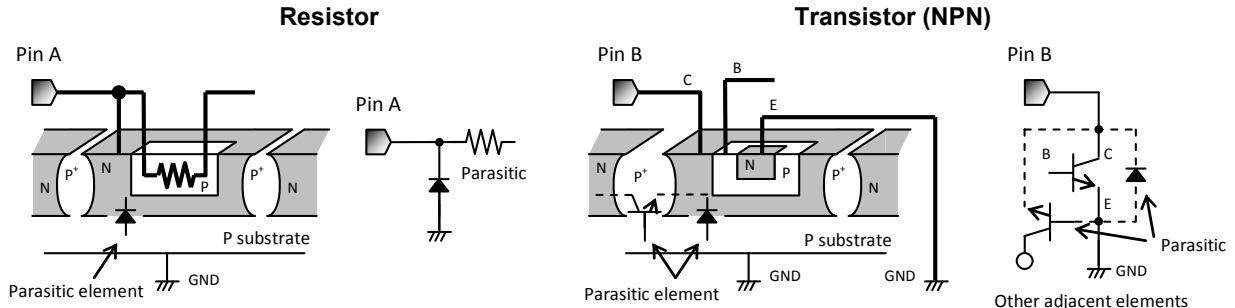 Resistor
Pin A
N
P+
N
P
P+
N
P substrate
GND
Parasitic element
Pin A
Parasitic
Transistor (NPN)
Pin B
C
B
E
N
P+
N
P
P+
N
P substrate
GND
GND
Parasitic element
Pin B
B
C
E
Parasitic
GND
Other adjacent elements